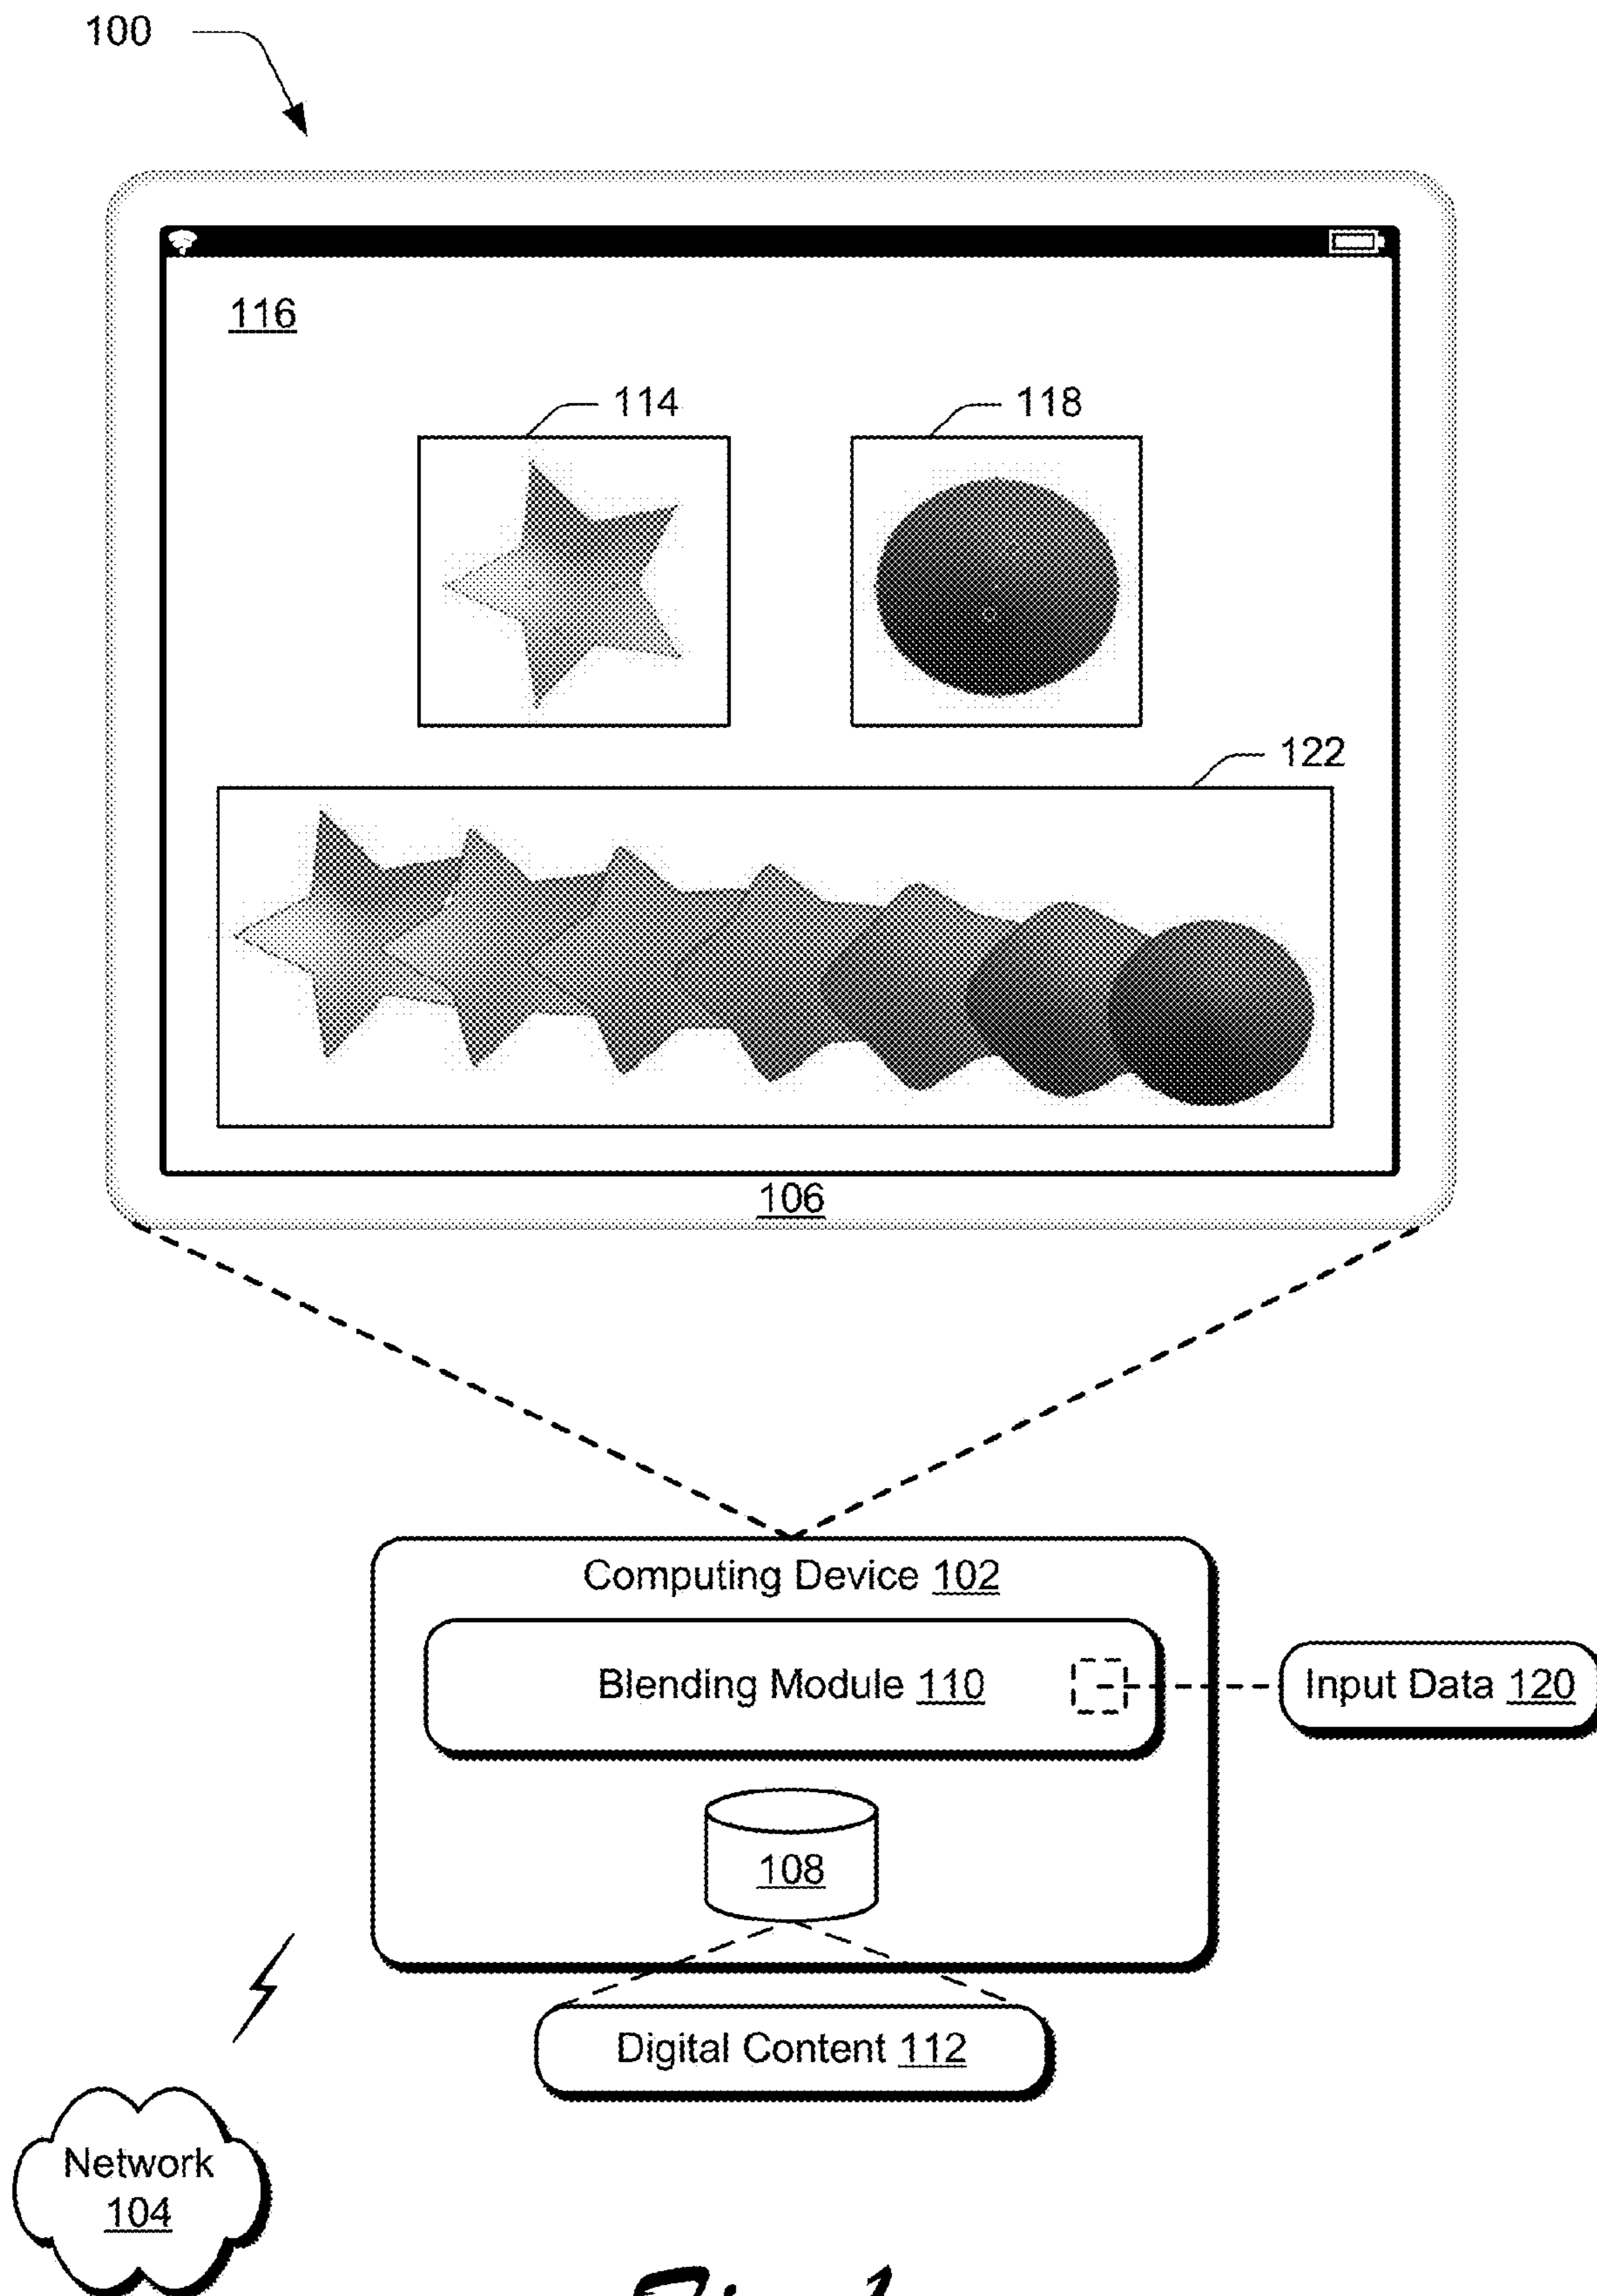 100
116
114
118
122
106
Computing Device 102
Blending Module 110
Input Data 120
108
Digital Content 112
Network
104